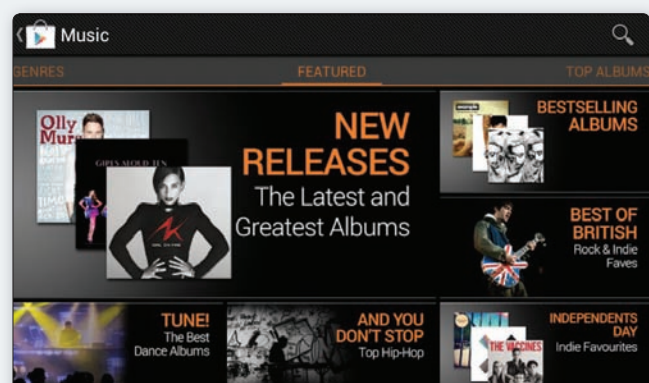 Music
GENRES
FEATURED
TOP ALBUMS
Olly
Murs
GIRLS ALOUD TEN
NEW
RELEASES
The Latest and
Greatest Albums
example
BESTSELLING
ALBUMS
BEST OF
BRITISH
Rock & Indie
Faves
TUNE!
The Best
Dance Albums
AND YOU
DON'T STOP
Top Hip-Hop
INDEPENDENTS
DAY
Indie Favourites
THE VACCINES